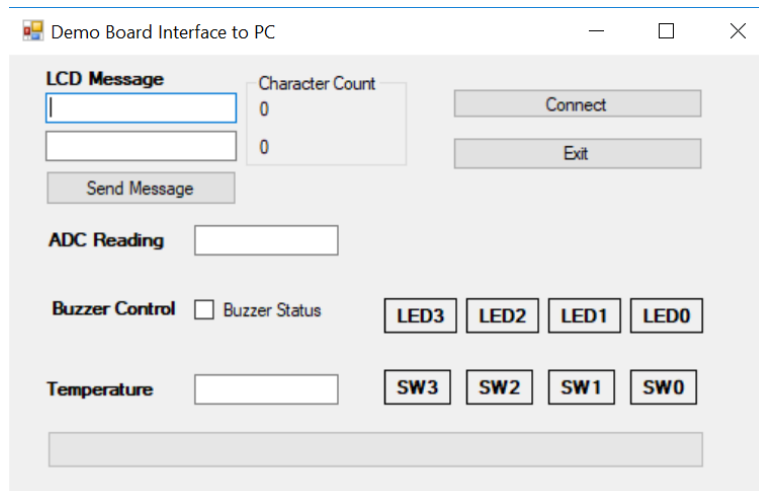 Demo Board Interface to PC
LCD Message
Character Count
0
0
Connect
Exit
Send Message
ADC Reading
Buzzer Control
Buzzer Status
LED3 LED2 LED1 LED0
Temperature
SW3 SW2 SW1 SW0